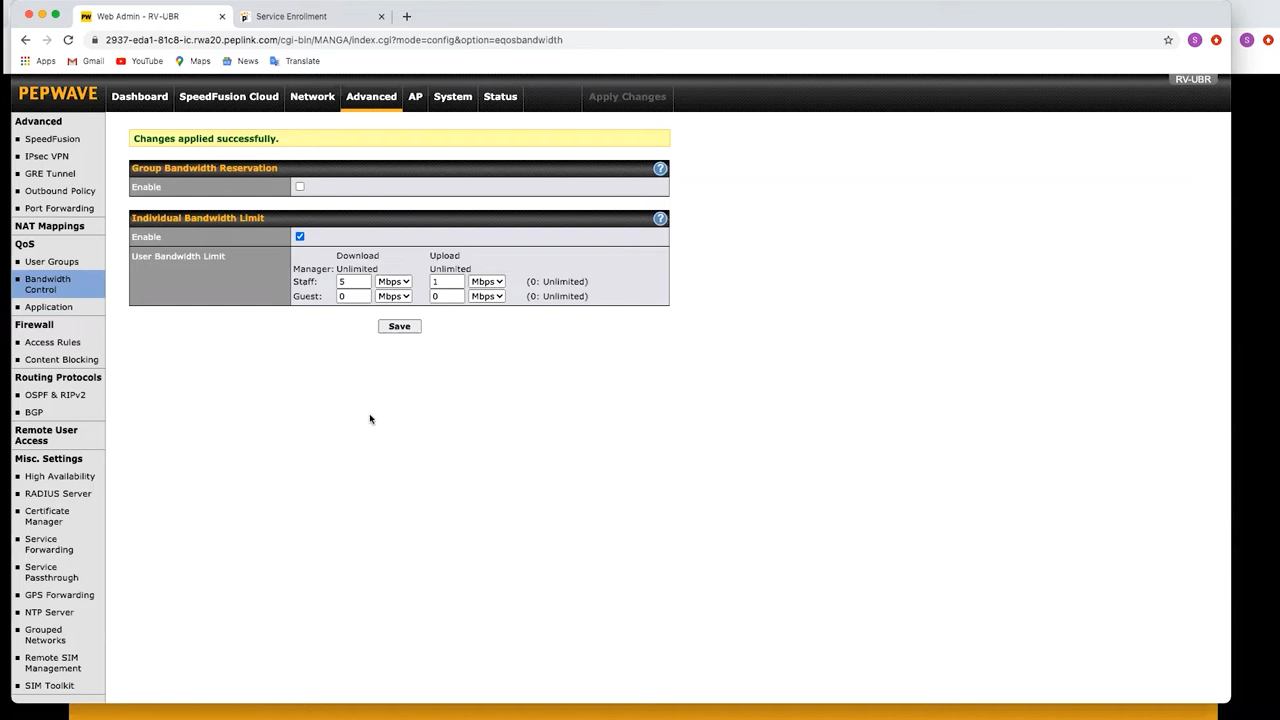 Web Admin - RV-UBR
Service Enrollment
2937-eda1-81c8-ic.rwa20.peplink.com/cgi-bin/MANGA/index.cgi?mode=config&option=eqosbandwidth
S
S
Apps
Gmail
YouTube
Maps
News
Translate
RV-UBR
PEPWAVE
Dashboard
SpeedFusion Cloud
Network
Advanced
AP
System
Status
Apply Changes
Advanced
SpeedFusion
IPsec VPN
GRE Tunnel
Outbound Policy
Port Forwarding
NAT Mappings
QoS
User Groups
Bandwidth
Control
Application
Firewall
Access Rules
Content Blocking
Routing Protocols
OSPF & RIPv2
BGP
Remote User
Access
Misc. Settings
High Availability
RADIUS Server
Certificate
Manager
Service
Forwarding
Service
Passthrough
GPS Forwarding
NTP Server
Grouped
Networks
Remote SIM
Management
SIM Toolkit
Changes applied successfully.
Group Bandwidth Reservation ?
Enable
Individual Bandwidth Limit ?
Enable
User Bandwidth Limit
Download Upload
Manager: Unlimited Unlimited
Staff: 5 Mbps 1 Mbps (0: Unlimited)
Guest: 0 Mbps 0 Mbps (0: Unlimited)
Save